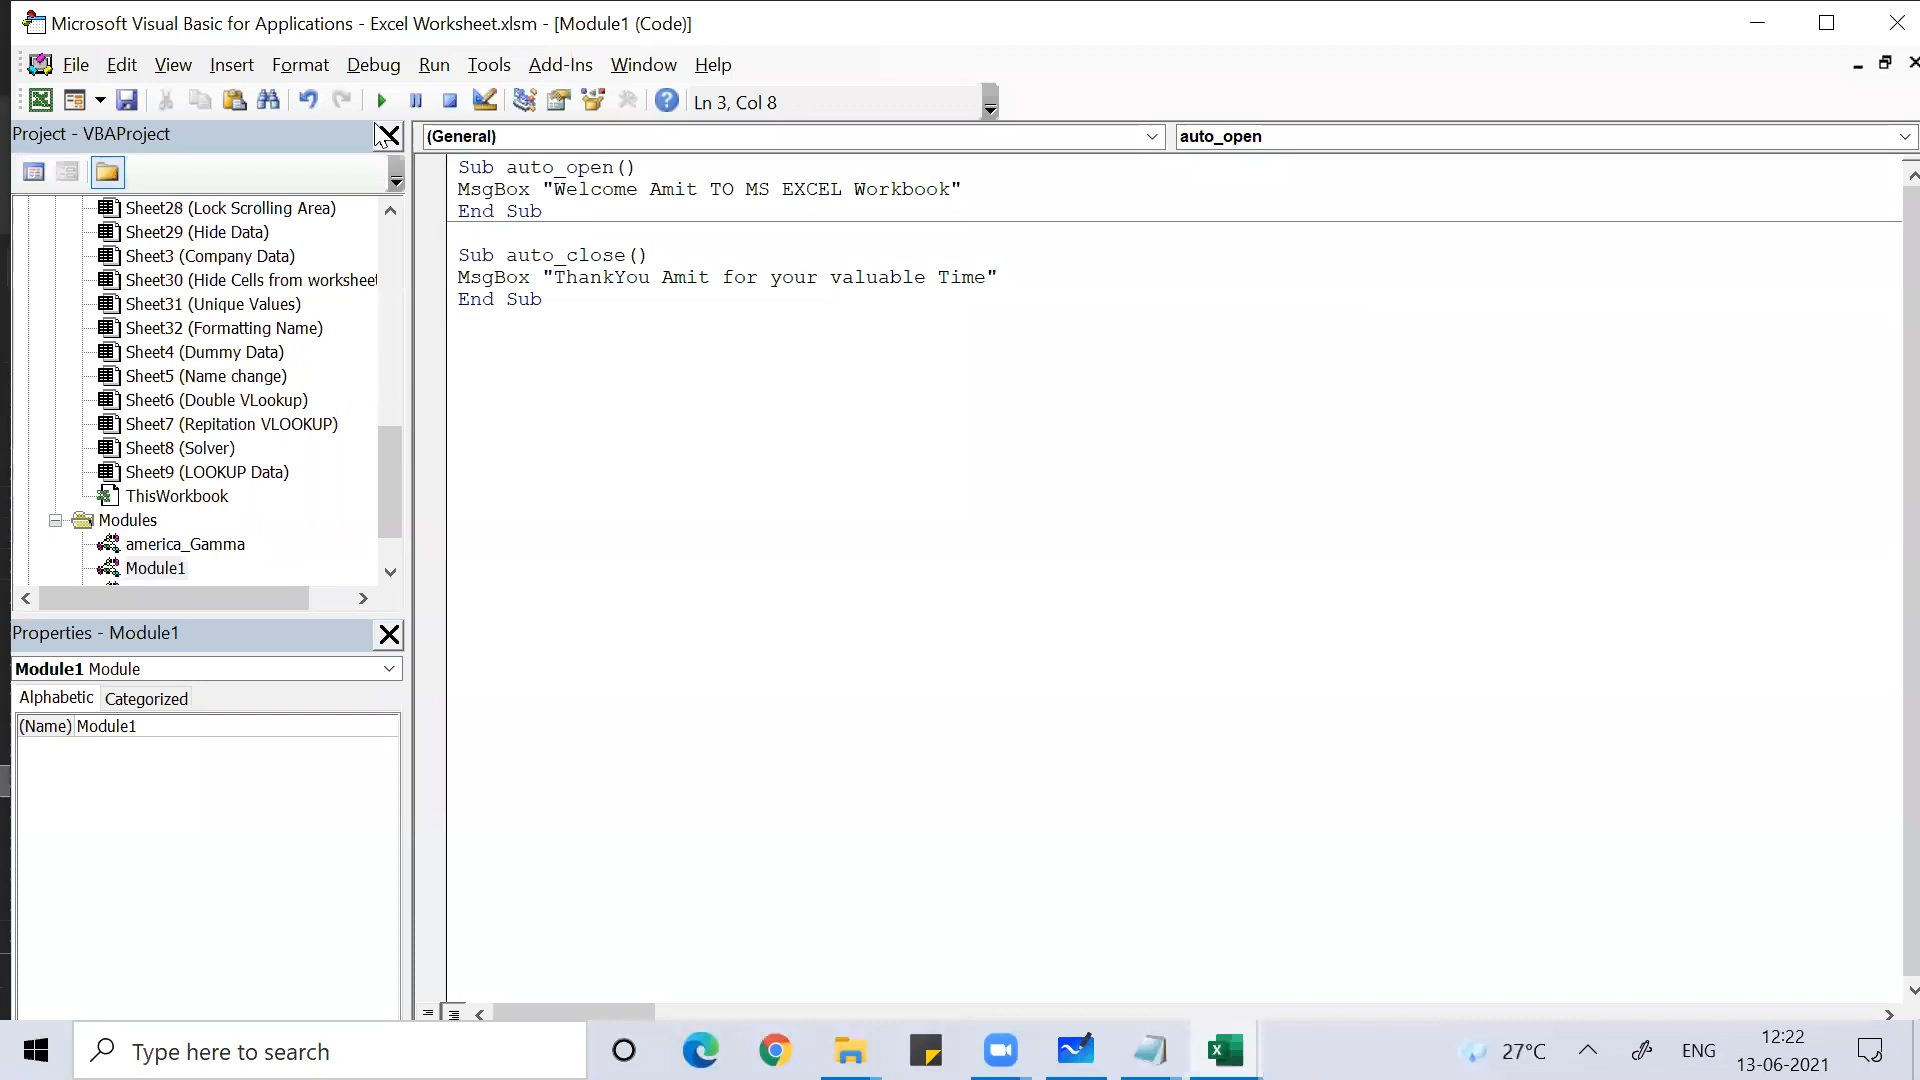 Microsoft Visual Basic for Applications - Excel Worksheet.xlsm - [Module1 (Code)]
File Edit View Insert Format Debug Run Tools Add-Ins Window Help
Ln 3, Col 8
Project - VBAProject
(General)
auto_open
Sheet28 (Lock Scrolling Area)
Sheet29 (Hide Data)
Sheet3 (Company Data)
Sheet30 (Hide Cells from worksheet
Sheet31 (Unique Values)
Sheet32 (Formatting Name)
Sheet4 (Dummy Data)
Sheet5 (Name change)
Sheet6 (Double VLookup)
Sheet7 (Repitation VLOOKUP)
Sheet8 (Solver)
Sheet9 (LOOKUP Data)
ThisWorkbook
Modules
america_Gamma
Module1
Sub auto_open()
MsgBox "Welcome Amit TO MS EXCEL Workbook"
End Sub
Sub auto_close()
MsgBox "ThankYou Amit for your valuable Time"
End Sub
Properties - Module1
Module1 Module
Alphabetic Categorized
(Name) Module1
Type here to search
27°C
ENG
12:22
13-06-2021